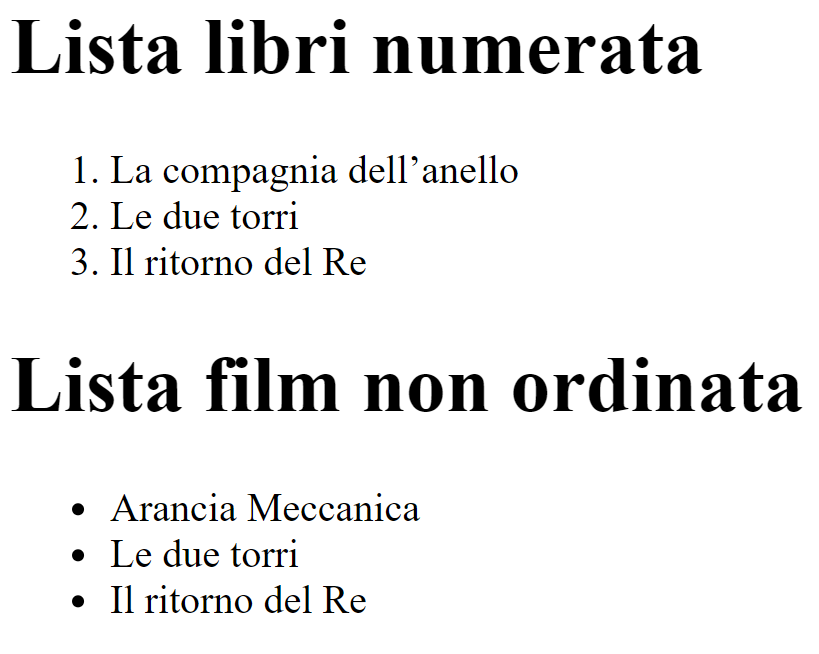 Lista libri numerata
1. La compagnia dell’anello
2. Le due torri
3. Il ritorno del Re
Lista film non ordinata
• Arancia Meccanica
• Le due torri
• Il ritorno del Re